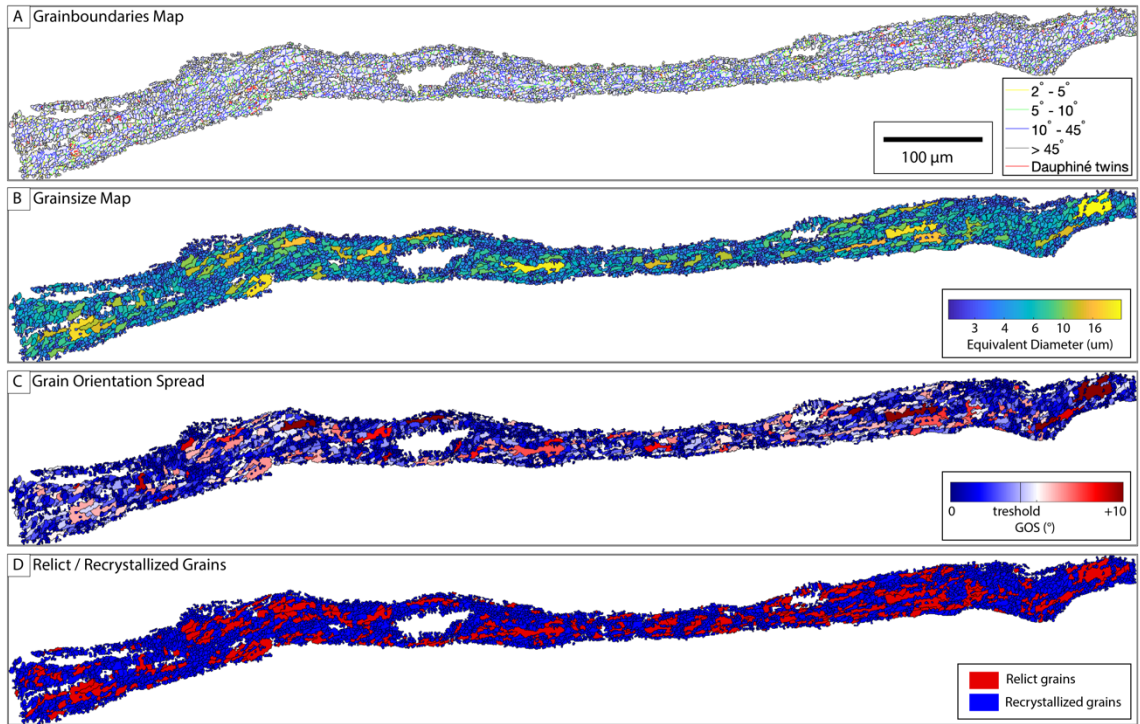 A Grainboundaries Map
2° - 5°
5° - 10°
10° - 45°
> 45°
Dauphiné twins
100 µm
B Grainsize Map
3 4 6 10 16
Equivalent Diameter (um)
C Grain Orientation Spread
0 treshold +10
GOS (°)
D Relict / Recrystallized Grains
Relict grains
Recrystallized grains